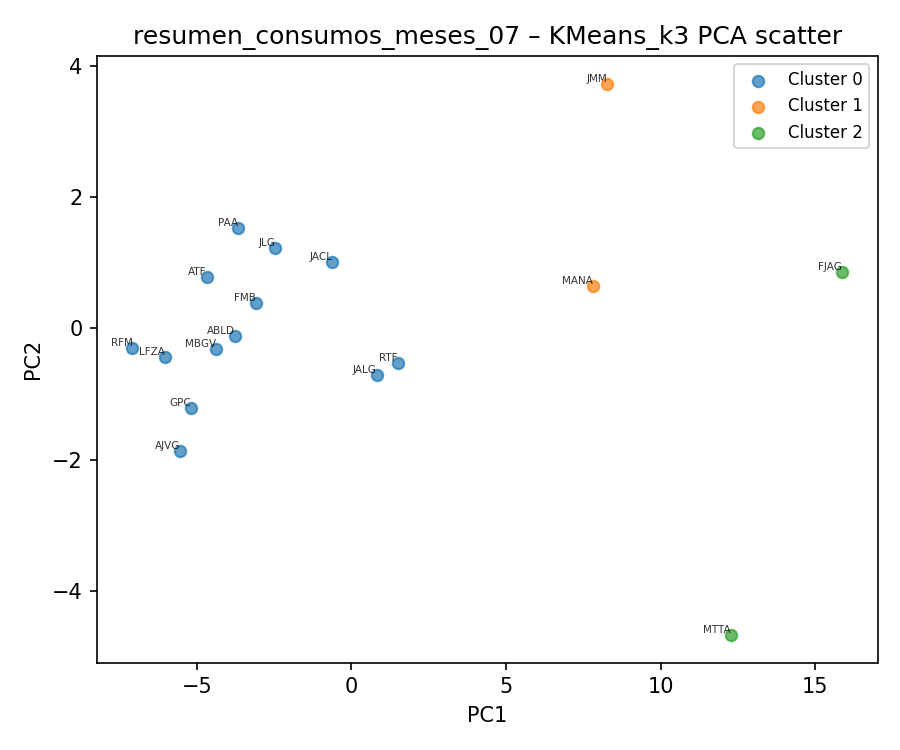 resumen_consumos_meses_07 – KMeans_k3 PCA scatter
Cluster 0
Cluster 1
Cluster 2
JMM
PAA
JLG
JACL
ATF
FMB
MANA
FJAG
ABLD
MBGV
RFM
LFZA
RTF
JALG
GPC
AJVG
MTTA
4
2
0
−2
−4
PC2
−5
0
5
10
15
PC1